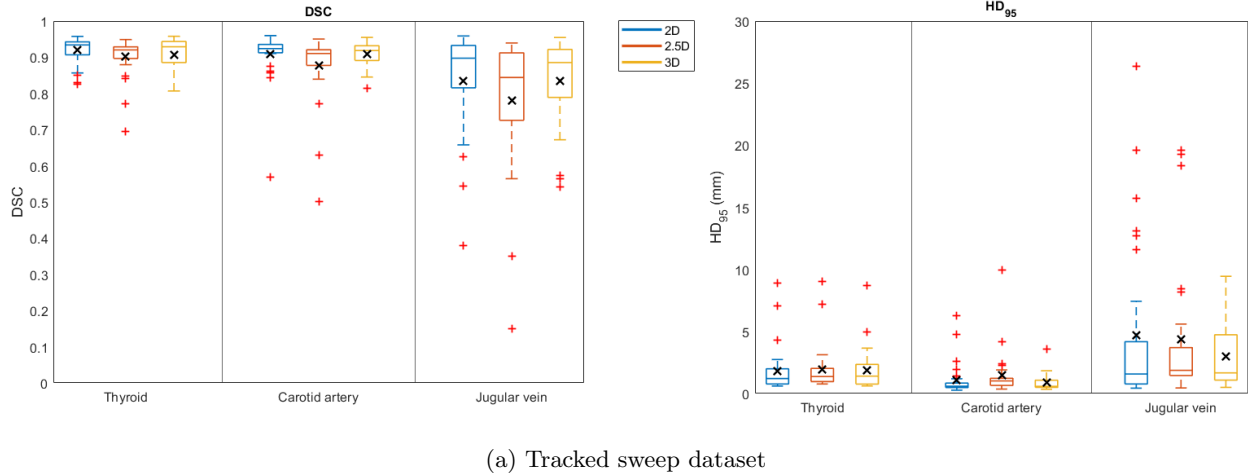 DSC
1
0.9
0.8
0.7
0.6
0.5
0.4
0.3
0.2
0.1
0
DSC
Thyroid
Carotid artery
Jugular vein
2D
2.5D
3D
HD95
30
25
20
15
10
5
0
HD95 (mm)
Thyroid
Carotid artery
Jugular vein
(a) Tracked sweep dataset